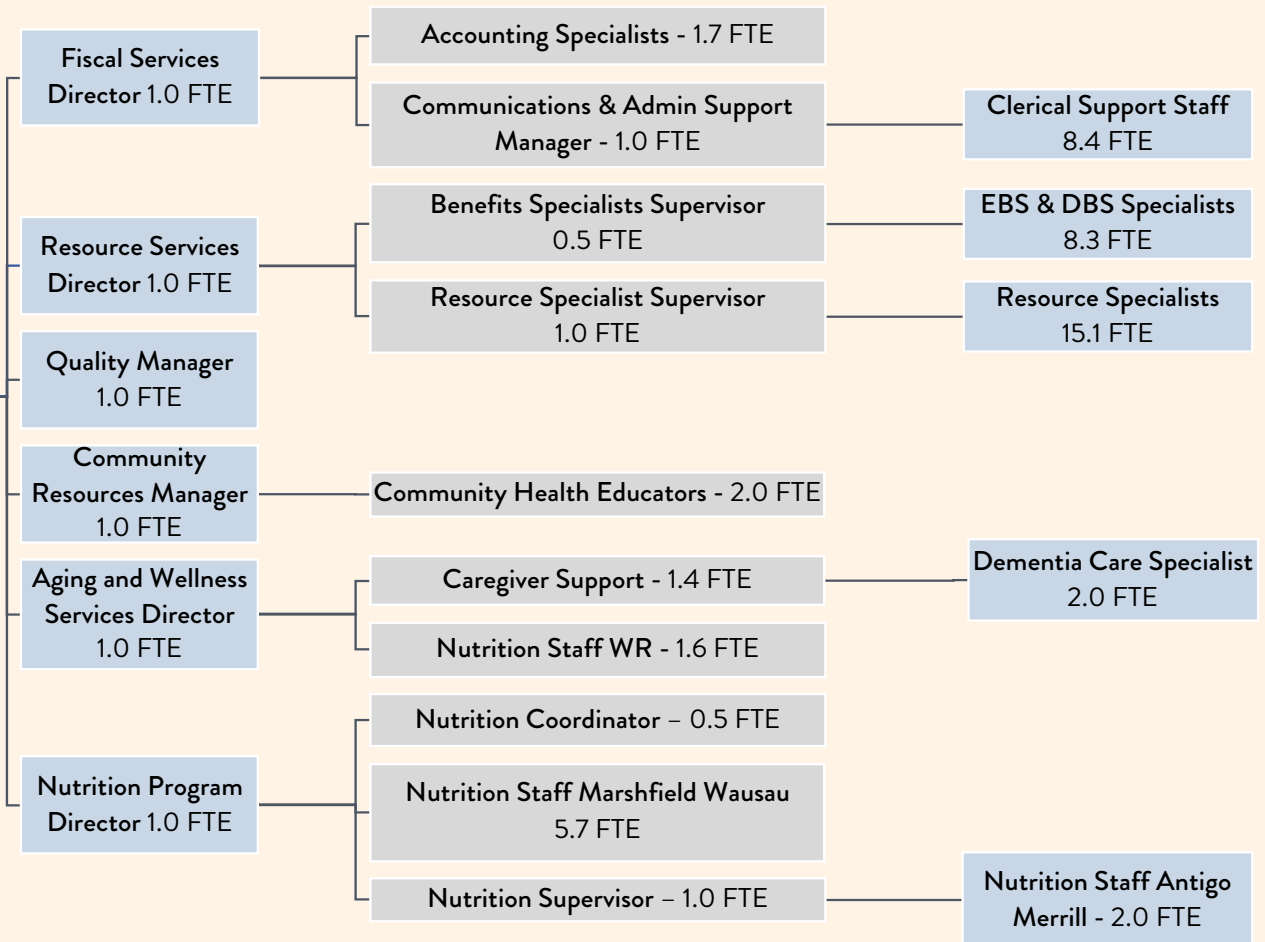 Fiscal Services
Director 1.0 FTE
Accounting Specialists - 1.7 FTE
Communications & Admin Support
Manager - 1.0 FTE
Clerical Support Staff
8.4 FTE
Resource Services
Director 1.0 FTE
Benefits Specialists Supervisor
0.5 FTE
EBS & DBS Specialists
8.3 FTE
Resource Specialist Supervisor
1.0 FTE
Resource Specialists
15.1 FTE
Quality Manager
1.0 FTE
Community
Resources Manager
1.0 FTE
Community Health Educators - 2.0 FTE
Aging and Wellness
Services Director
1.0 FTE
Caregiver Support - 1.4 FTE
Dementia Care Specialist
2.0 FTE
Nutrition Staff WR - 1.6 FTE
Nutrition Program
Director 1.0 FTE
Nutrition Coordinator – 0.5 FTE
Nutrition Staff Marshfield Wausau
5.7 FTE
Nutrition Supervisor – 1.0 FTE
Nutrition Staff Antigo
Merrill - 2.0 FTE